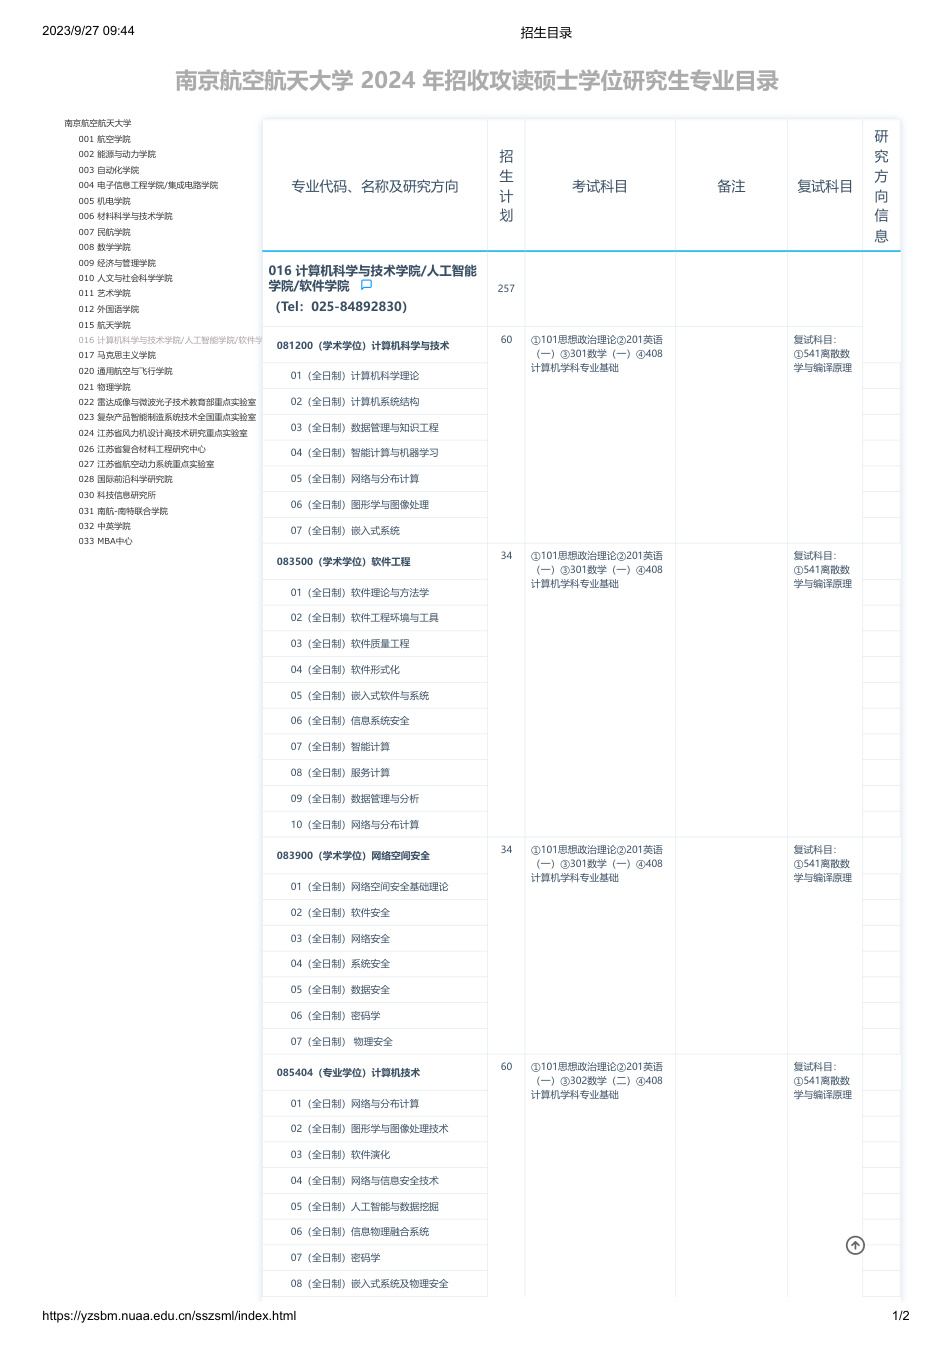 2023/9/27 09:44
招生目录
南京航空航天大学 2024 年招收攻读硕士学位研究生专业目录
南京航空航天大学
001 航空学院
002 能源与动力学院
003 自动化学院
004 电子信息工程学院/集成电路学院
005 机电学院
006 材料科学与技术学院
007 民航学院
008 数学学院
009 经济与管理学院
010 人文与社会科学学院
011 艺术学院
012 外国语学院
015 航天学院
016 计算机科学与技术学院/人工智能学院/软件学
017 马克思主义学院
020 通用航空与飞行学院
021 物理学院
022 雷达成像与微波光子技术教育部重点实验室
023 复杂产品智能制造系统技术全国重点实验室
024 江苏省风力机设计高技术研究重点实验室
026 江苏省复合材料工程研究中心
027 江苏省航空动力系统重点实验室
028 国际前沿科学研究院
030 科技信息研究所
031 南航-南特联合学院
032 中英学院
033 MBA中心
专业代码、名称及研究方向
招
生
计
划
考试科目
备注
复试科目
研
究
方
向
信
息
016 计算机科学与技术学院/人工智能
学院/软件学院
（Tel：025-84892830）
257
081200（学术学位）计算机科学与技术
60
①101思想政治理论②201英语
（一）③301数学（一）④408
计算机学科专业基础
复试科目：
①541离散数
学与编译原理
01（全日制）计算机科学理论
02（全日制）计算机系统结构
03（全日制）数据管理与知识工程
04（全日制）智能计算与机器学习
05（全日制）网络与分布计算
06（全日制）图形学与图像处理
07（全日制）嵌入式系统
083500（学术学位）软件工程
34
①101思想政治理论②201英语
（一）③301数学（一）④408
计算机学科专业基础
复试科目：
①541离散数
学与编译原理
01（全日制）软件理论与方法学
02（全日制）软件工程环境与工具
03（全日制）软件质量工程
04（全日制）软件形式化
05（全日制）嵌入式软件与系统
06（全日制）信息系统安全
07（全日制）智能计算
08（全日制）服务计算
09（全日制）数据管理与分析
10（全日制）网络与分布计算
083900（学术学位）网络空间安全
34
①101思想政治理论②201英语
（一）③301数学（一）④408
计算机学科专业基础
复试科目：
①541离散数
学与编译原理
01（全日制）网络空间安全基础理论
02（全日制）软件安全
03（全日制）网络安全
04（全日制）系统安全
05（全日制）数据安全
06（全日制）密码学
07（全日制） 物理安全
085404（专业学位）计算机技术
60
①101思想政治理论②201英语
（一）③302数学（二）④408
计算机学科专业基础
复试科目：
①541离散数
学与编译原理
01（全日制）网络与分布计算
02（全日制）图形学与图像处理技术
03（全日制）软件演化
04（全日制）网络与信息安全技术
05（全日制）人工智能与数据挖掘
06（全日制）信息物理融合系统
07（全日制）密码学
08（全日制）嵌入式系统及物理安全
https://yzsbm.nuaa.edu.cn/sszsml/index.html
1/2